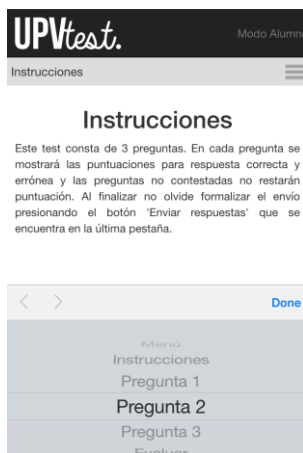 UPVtest.
Modo Alumno
Instrucciones
Instrucciones
Este test consta de 3 preguntas. En cada pregunta se
mostrará las puntuaciones para respuesta correcta y
errónea y las preguntas no contestadas no restarán
puntuación. Al finalizar no olvide formalizar el envío
presionando el botón 'Enviar respuestas' que se
encuentra en la última pestaña.
Done
Menú
Instrucciones
Pregunta 1
Pregunta 2
Pregunta 3
Evaluar